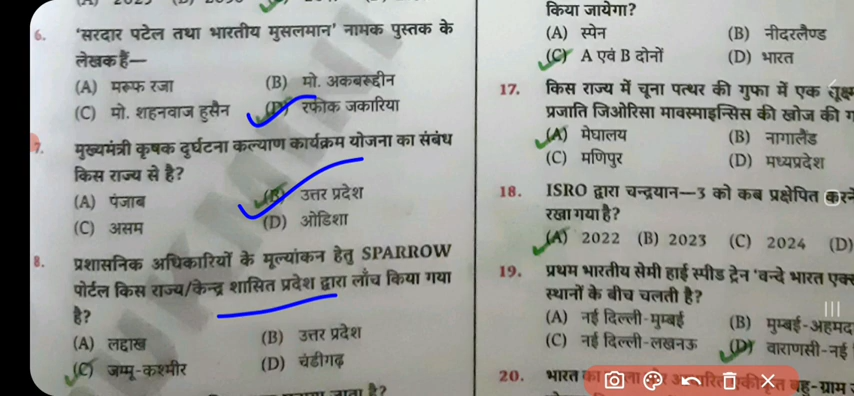 6. 'सरदार पटेल तथा भारतीय मुसलमान' नामक पुस्तक के
लेखक हैं—
(A) मरूफ रजा (B) मो. अकबरूद्दीन
(C) मो. शहनवाज हुसैन (D) रफीक जकारिया
7. मुख्यमंत्री कृषक दुर्घटना कल्याण कार्यक्रम योजना का संबंध
किस राज्य से है?
(A) पंजाब (B) उत्तर प्रदेश
(C) असम (D) ओडिशा
8. प्रशासनिक अधिकारियों के मूल्यांकन हेतु SPARROW
पोर्टल किस राज्य/केन्द्र शासित प्रदेश द्वारा लाँच किया गया
है?
(A) लद्दाख (B) उत्तर प्रदेश
(C) जम्मू-कश्मीर (D) चंडीगढ़
किया जायेगा?
(A) स्पेन (B) नीदरलैण्ड
(C) A एवं B दोनों (D) भारत
17. किस राज्य में चूना पत्थर की गुफा में एक सूक्ष्म
प्रजाति जिओरिसा मावस्माइन्सिस की खोज की
(A) मेघालय (B) नागालैंड
(C) मणिपुर (D) मध्यप्रदेश
18. ISRO द्वारा चन्द्रयान—3 को कब प्रक्षेपित करने
रखा गया है?
(A) 2022 (B) 2023 (C) 2024 (D)
19. प्रथम भारतीय सेमी हाई स्पीड ट्रेन 'वन्दे भारत एक्स
स्थानों के बीच चलती है?
(A) नई दिल्ली-मुम्बई (B) मुम्बई-अहमद
(C) नई दिल्ली-लखनऊ (D) वाराणसी-नई
20. भारत का